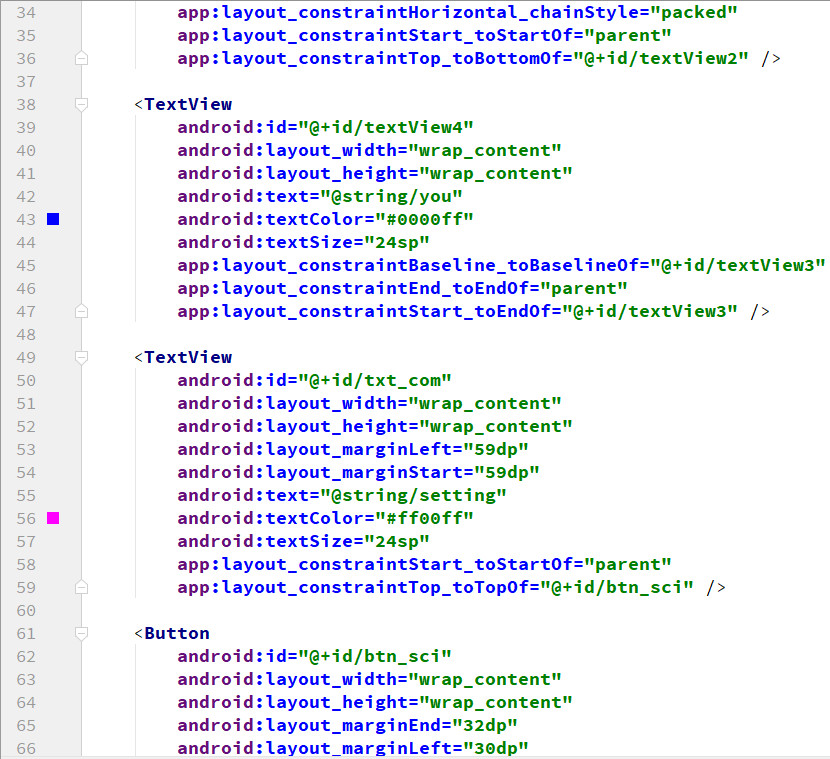 34 app:layout_constraintHorizontal_chainStyle="packed"
35 app:layout_constraintStart_toStartOf="parent"
36 app:layout_constraintTop_toBottomOf="@+id/textView2" />
37
38 <TextView
39 android:id="@+id/textView4"
40 android:layout_width="wrap_content"
41 android:layout_height="wrap_content"
42 android:text="@string/you"
43 android:textColor="#0000ff"
44 android:textSize="24sp"
45 app:layout_constraintBaseline_toBaselineOf="@+id/textView3"
46 app:layout_constraintEnd_toEndOf="parent"
47 app:layout_constraintStart_toEndOf="@+id/textView3" />
48
49 <TextView
50 android:id="@+id/txt_com"
51 android:layout_width="wrap_content"
52 android:layout_height="wrap_content"
53 android:layout_marginLeft="59dp"
54 android:layout_marginStart="59dp"
55 android:text="@string/setting"
56 android:textColor="#ff00ff"
57 android:textSize="24sp"
58 app:layout_constraintStart_toStartOf="parent"
59 app:layout_constraintTop_toTopOf="@+id/btn_sci" />
60
61 <Button
62 android:id="@+id/btn_sci"
63 android:layout_width="wrap_content"
64 android:layout_height="wrap_content"
65 android:layout_marginEnd="32dp"
66 android:layout_marginLeft="30dp"